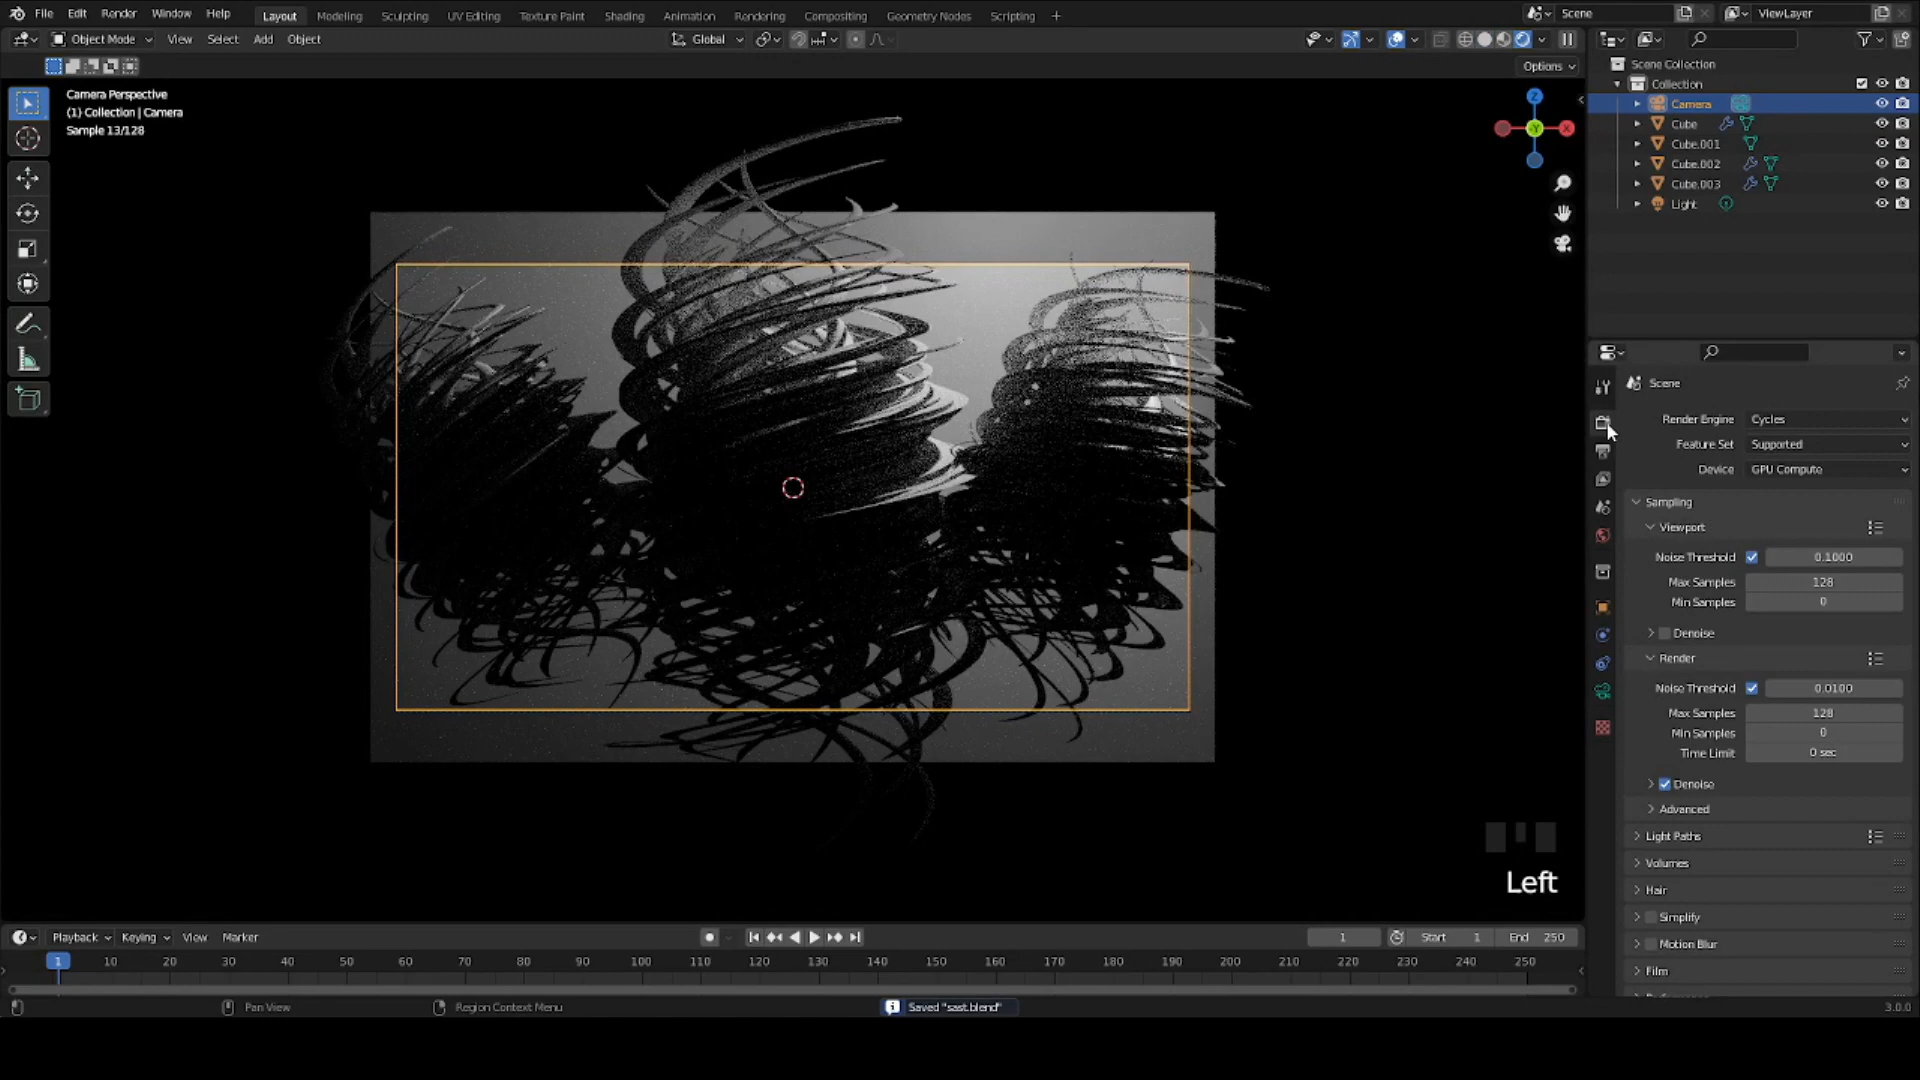 File Edit Render Window Help
Layout Modeling Sculpting UV Editing Texture Paint Shading Animation Rendering Compositing Geometry Nodes Scripting +
Scene
ViewLayer
Object Mode View Select Add Object
Global
Options
Camera Perspective
(1) Collection | Camera
Sample 13/128
Z
X
Y
Left
Scene Collection
Collection
Camera
Cube
Cube.001
Cube.002
Cube.003
Light
Scene
Render Engine Cycles
Feature Set Supported
Device GPU Compute
Sampling
Viewport
Noise Threshold 0.1000
Max Samples 128
Min Samples 0
Denoise
Render
Noise Threshold 0.0100
Max Samples 128
Min Samples 0
Time Limit 0 sec
Denoise
Advanced
Light Paths
Volumes
Hair
Simplify
Motion Blur
Film
Playback Keying View Marker
1 Start 1 End 250
1 10 20 30 40 50 60 70 80 90 100 110 120 130 140 150 160 170 180 190 200 210 220 230 240 250
Pan View Region Context Menu Saved "sast.blend" 3.0.0